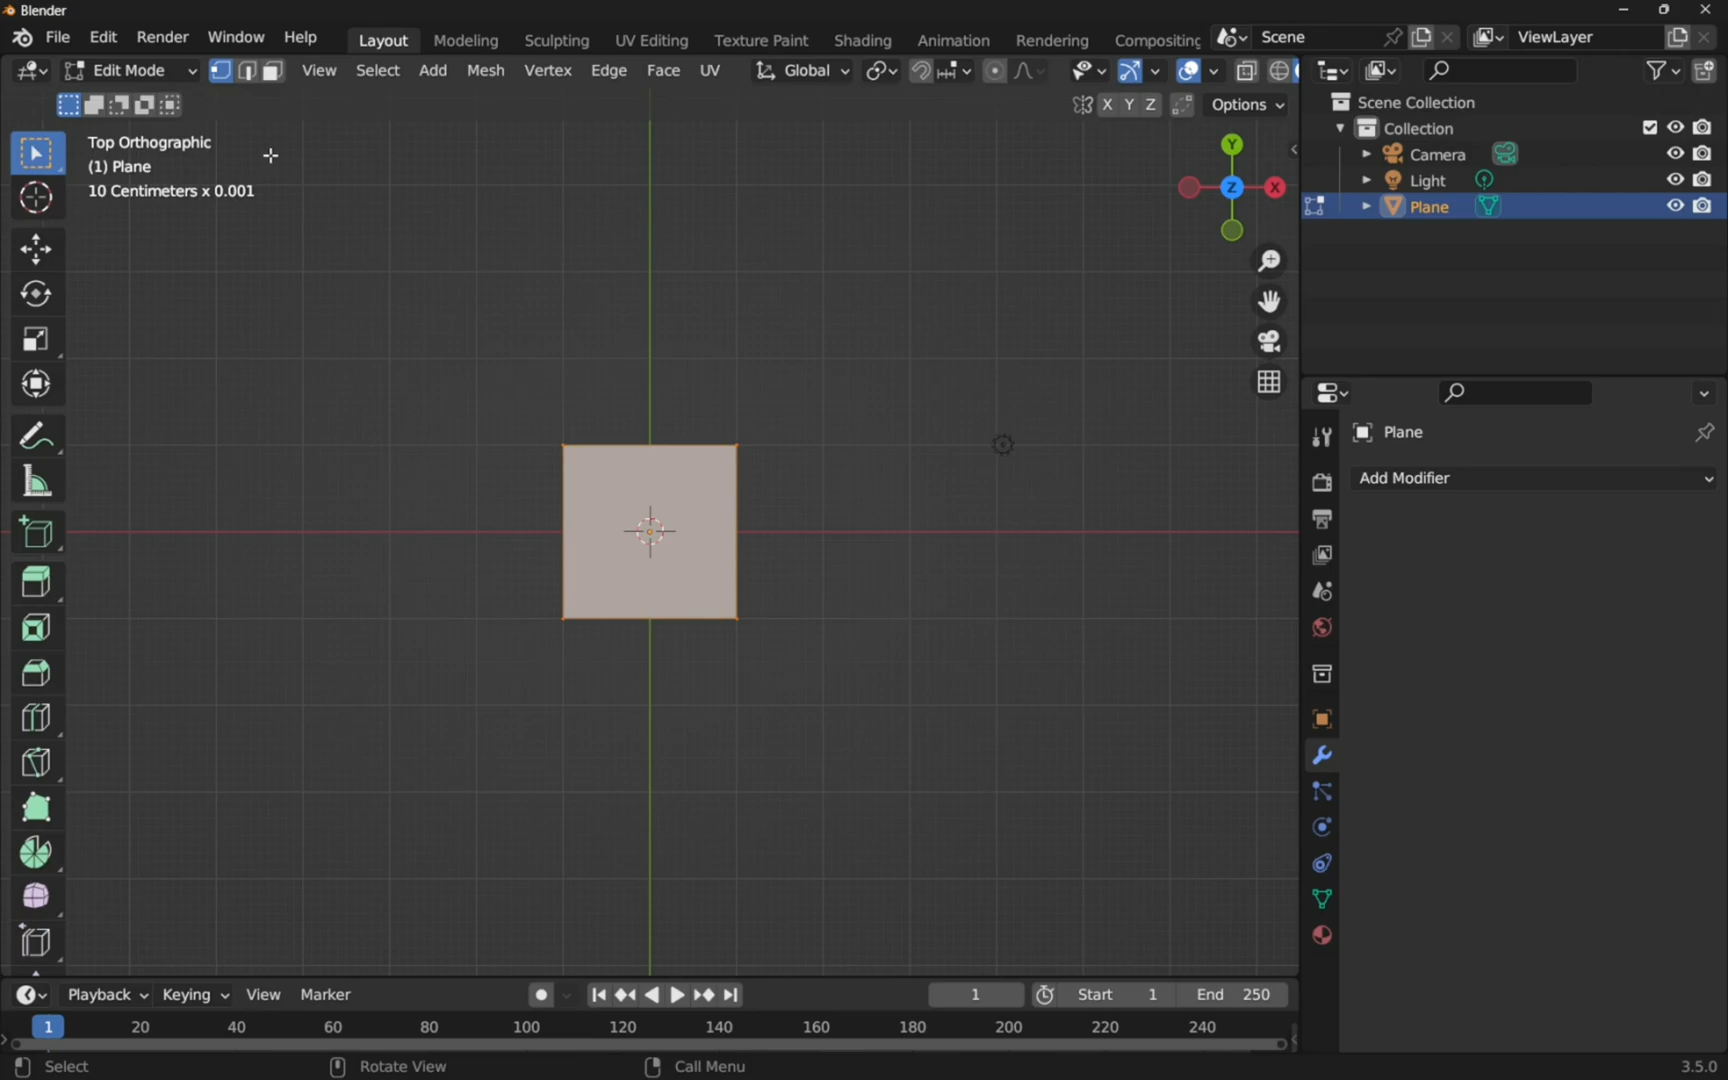 Blender
File Edit Render Window Help Layout Modeling Sculpting UV Editing Texture Paint Shading Animation Rendering Compositing Scene ViewLayer
Edit Mode View Select Add Mesh Vertex Edge Face UV Global
X Y Z Options
Top Orthographic
(1) Plane
10 Centimeters x 0.001
Y
Z X
Scene Collection
Collection
Camera
Light
Plane
Plane
Add Modifier
Playback Keying View Marker 1 Start 1 End 250
1 20 40 60 80 100 120 140 160 180 200 220 240
Select Rotate View Call Menu 3.5.0